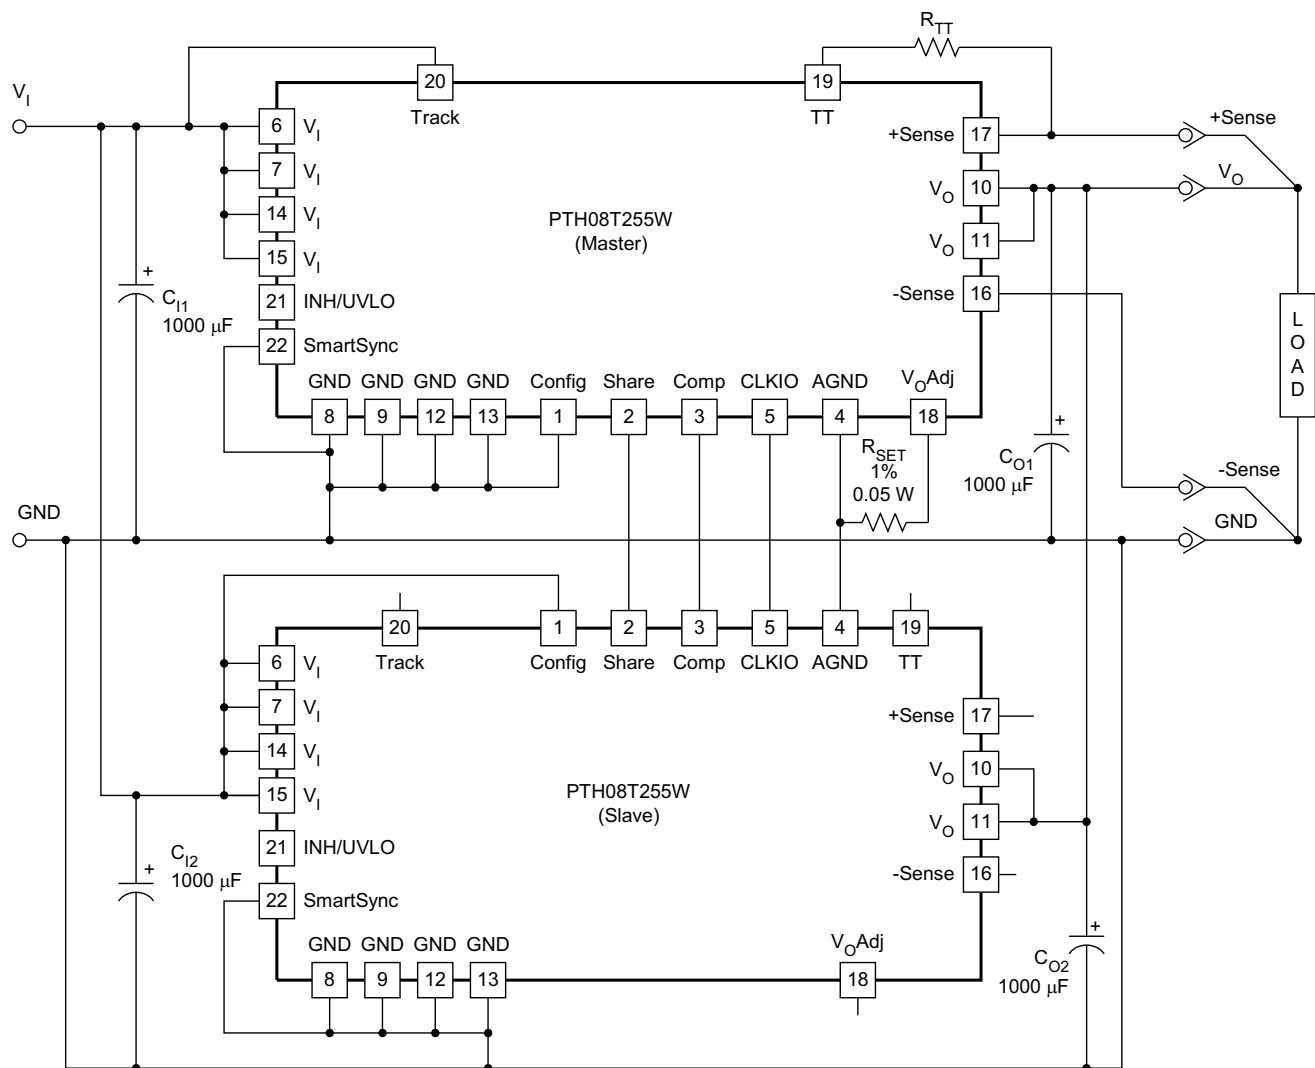 R_TT
20
19
V_I
Track
TT
6
V_I
+Sense
17
+Sense
7
V_I
V_O
10
V_O
14
V_I
PTH08T255W
(Master)
V_O
11
15
V_I
+
C_I1
1000 μF
21
INH/UVLO
-Sense
16
22
SmartSync
L
O
A
D
GND
GND
GND
GND
Config
Share
Comp
CLKIO
AGND
V_OAdj
8
9
12
13
1
2
3
5
4
18
+
R_SET
1%
0.05 W
C_O1
1000 μF
-Sense
GND
GND
20
1
2
3
5
4
19
Track
Config
Share
Comp
CLKIO
AGND
TT
6
V_I
7
V_I
+Sense
17
14
V_I
V_O
10
15
V_I
PTH08T255W
(Slave)
V_O
11
21
INH/UVLO
+
C_I2
1000 μF
-Sense
16
22
SmartSync
GND
GND
GND
GND
V_OAdj
+
C_O2
1000 μF
8
9
12
13
18